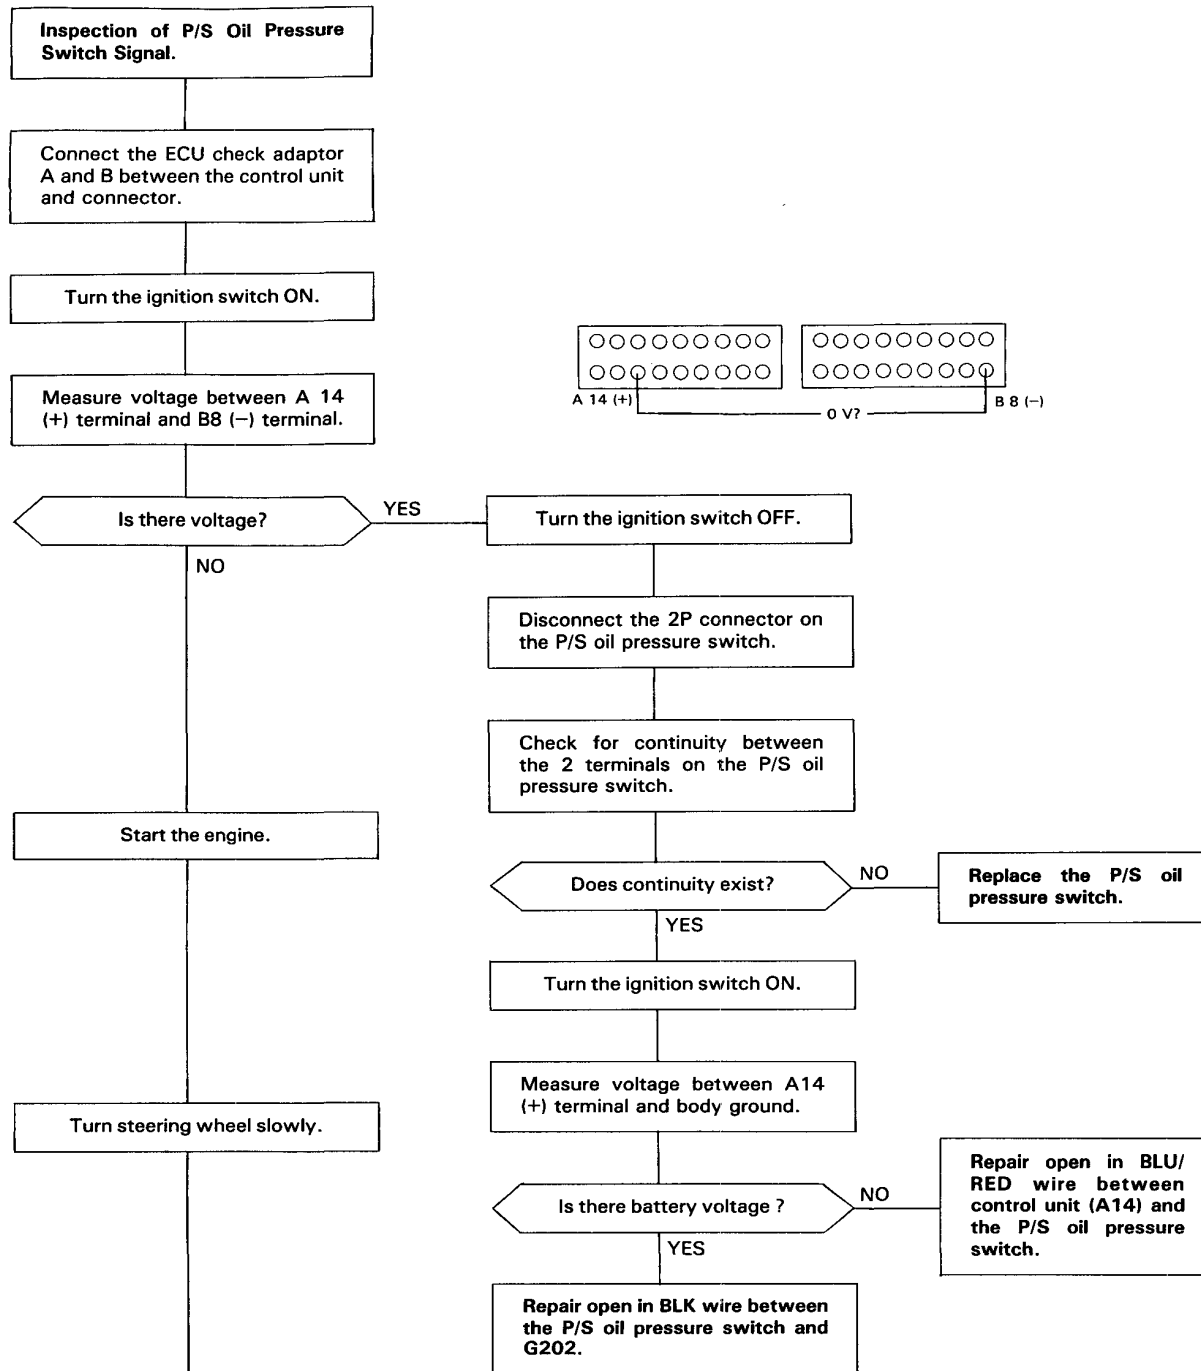 Inspection of P/S Oil Pressure
Switch Signal.
Connect the ECU check adaptor
A and B between the control unit
and connector.
Turn the ignition switch ON.
Measure voltage between A 14
(+) terminal and B8 (−) terminal.
A 14 (+)
0 V?
B 8 (−)
Is there voltage?
YES
NO
Turn the ignition switch OFF.
Disconnect the 2P connector on
the P/S oil pressure switch.
Check for continuity between
the 2 terminals on the P/S oil
pressure switch.
Start the engine.
Does continuity exist?
NO
YES
Replace the P/S oil
pressure switch.
Turn the ignition switch ON.
Measure voltage between A14
(+) terminal and body ground.
Turn steering wheel slowly.
Is there battery voltage ?
NO
YES
Repair open in BLU/
RED wire between
control unit (A14) and
the P/S oil pressure
switch.
Repair open in BLK wire between
the P/S oil pressure switch and
G202.